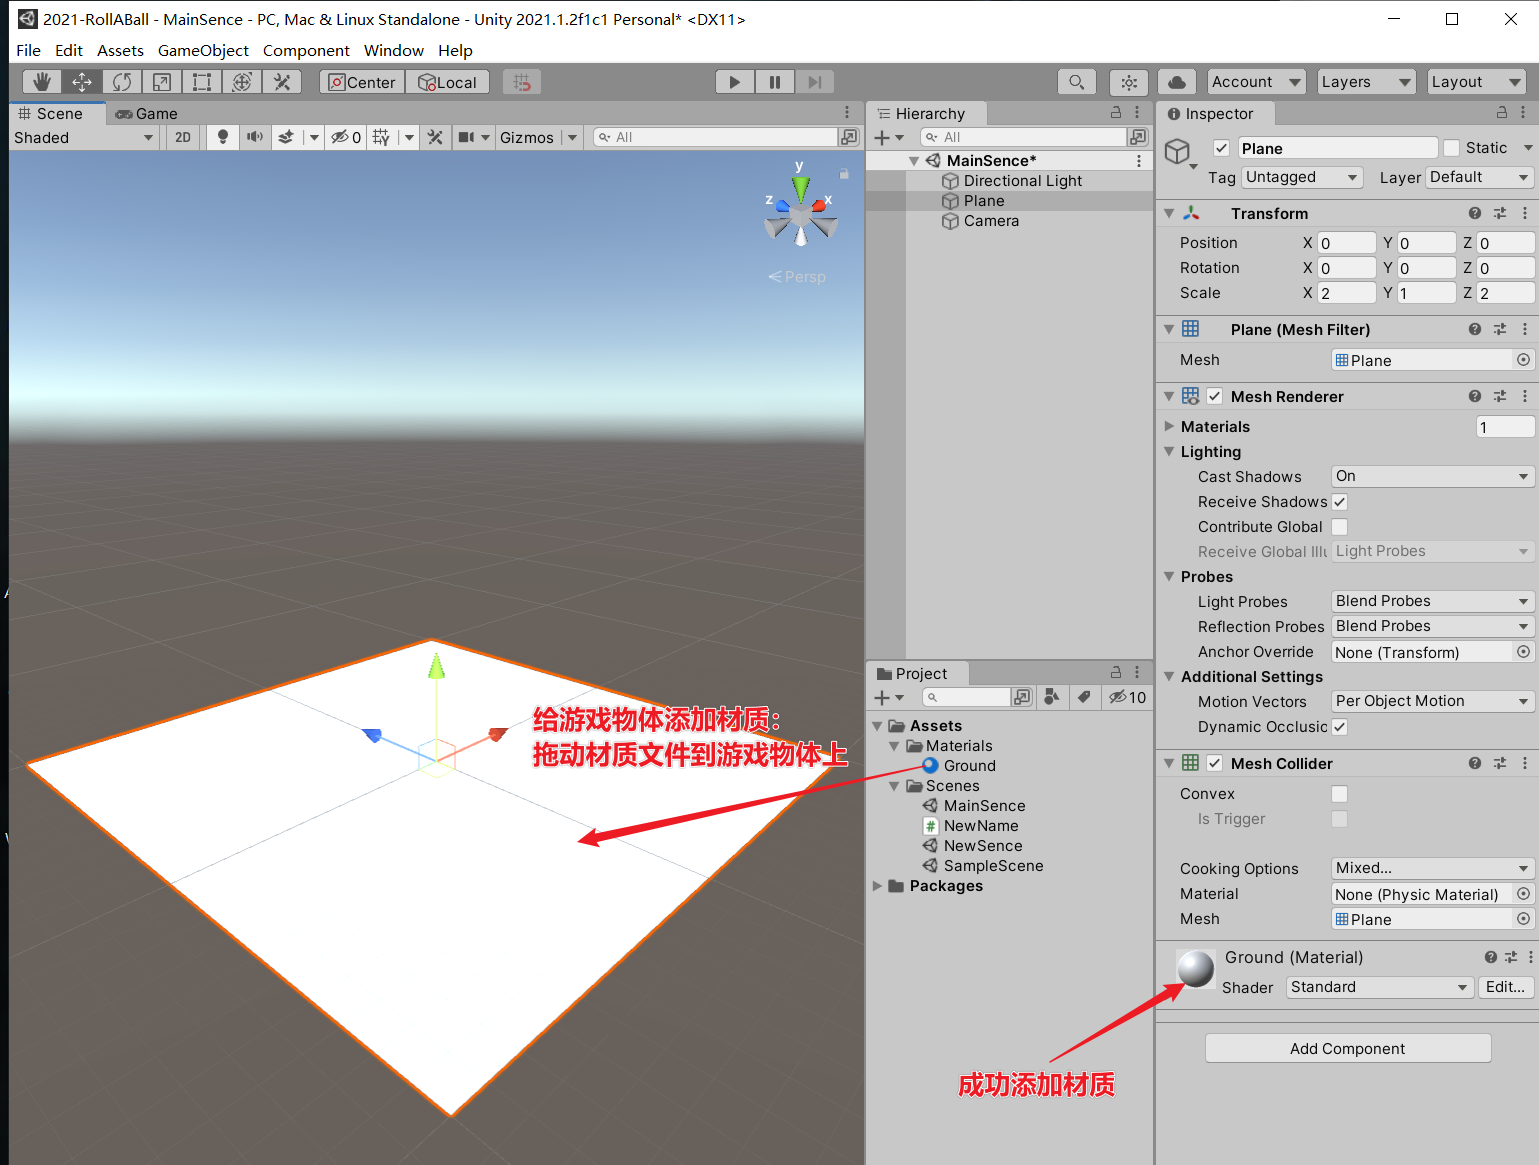 2021-RollABall - MainSence - PC, Mac & Linux Standalone - Unity 2021.1.2f1c1 Personal* <DX11>
File Edit Assets GameObject Component Window Help
Center Local Account Layers Layout
Scene Game
Shaded 2D 0 Gizmos All
y
z x
Persp
给游戏物体添加材质：
拖动材质文件到游戏物体上
Hierarchy
All
MainSence*
Directional Light
Plane
Camera
Project
10
Assets
Materials
Ground
Scenes
MainSence
NewName
NewSence
SampleScene
Packages
成功添加材质
Inspector
Plane Static
Tag Untagged Layer Default
Transform
Position X 0 Y 0 Z 0
Rotation X 0 Y 0 Z 0
Scale X 2 Y 1 Z 2
Plane (Mesh Filter)
Mesh Plane
Mesh Renderer
Materials 1
Lighting
Cast Shadows On
Receive Shadows
Contribute Global
Receive Global Illu Light Probes
Probes
Light Probes Blend Probes
Reflection Probes Blend Probes
Anchor Override None (Transform)
Additional Settings
Motion Vectors Per Object Motion
Dynamic Occlusic
Mesh Collider
Convex
Is Trigger
Cooking Options Mixed...
Material None (Physic Material)
Mesh Plane
Ground (Material)
Shader Standard Edit...
Add Component